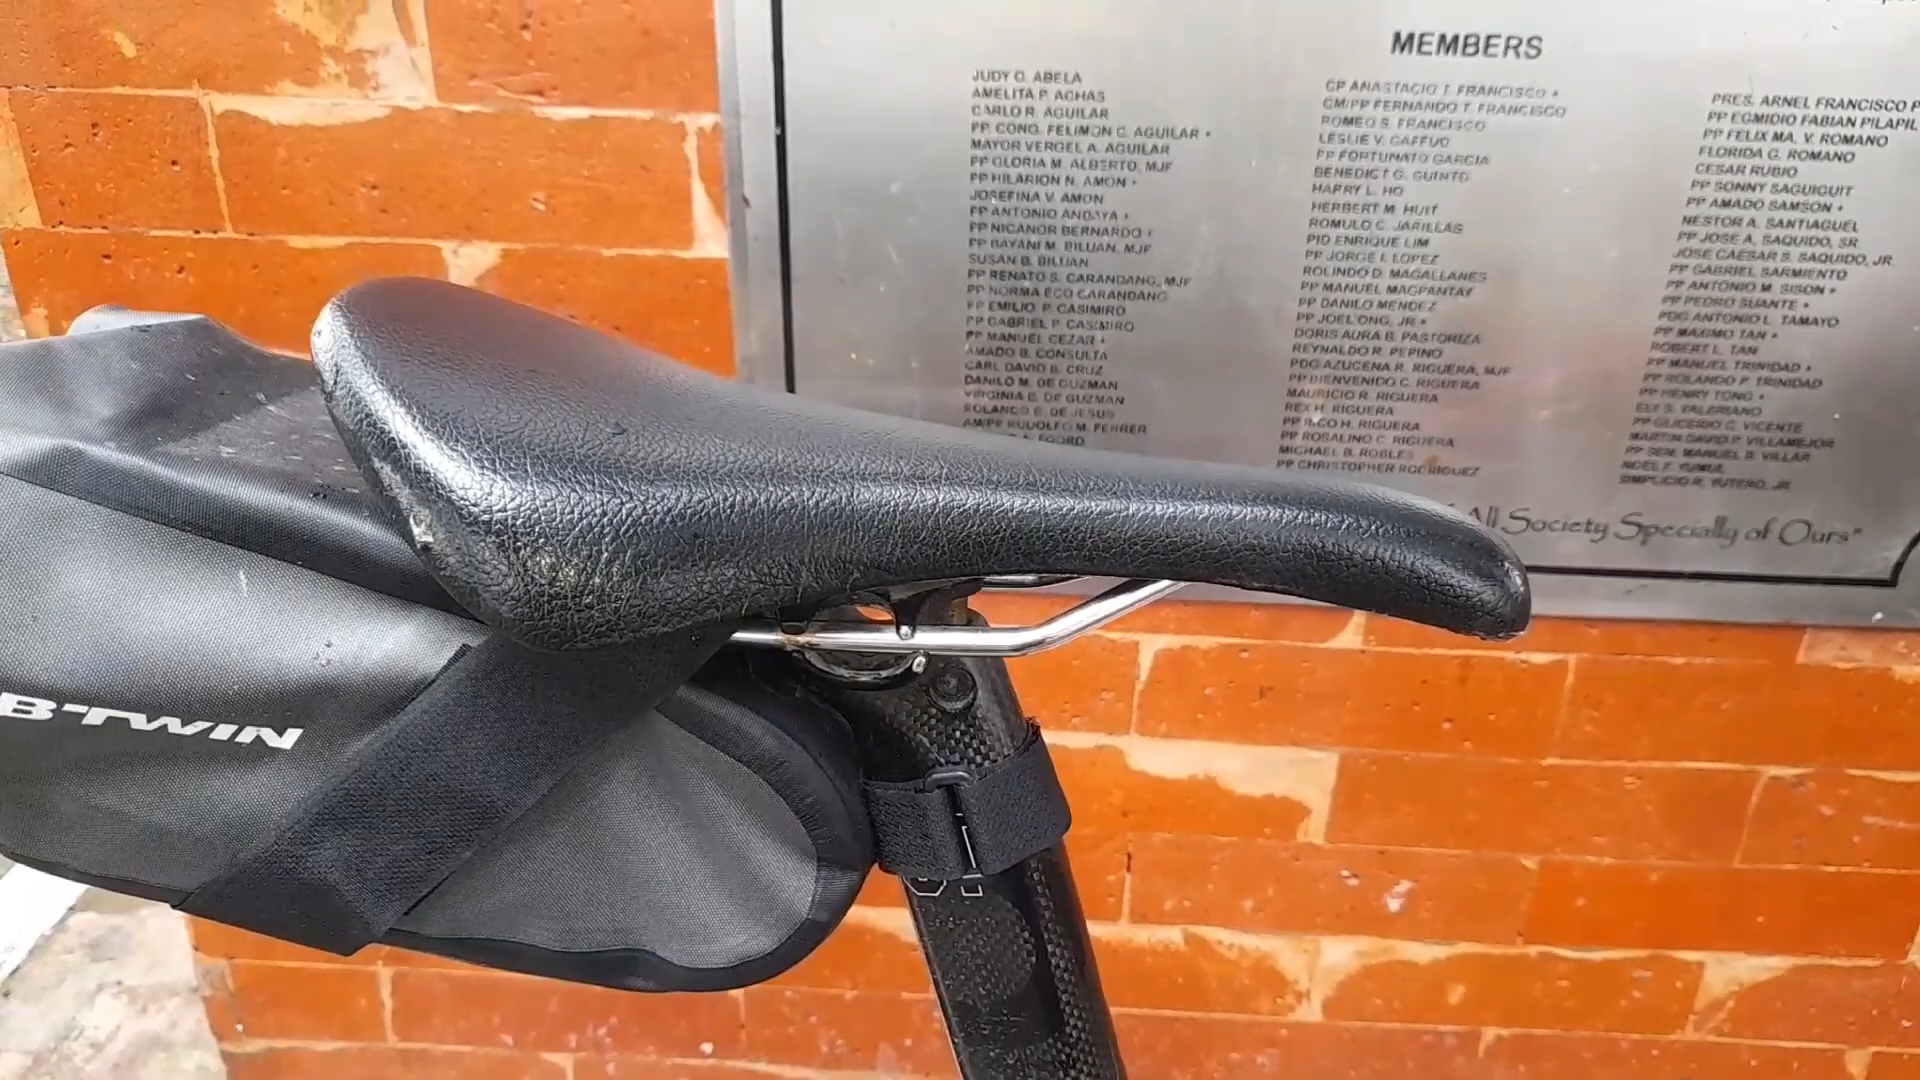 MEMBERS
JUDY O. ABELA
AMELITA P. ACHAS
CARLO R. AGUILAR
PP. CONG. FELIMON C. AGUILAR +
MAYOR VERGEL A. AGUILAR
PP GLORIA M. ALBERTO, MJF
PP HILARION N. AMON +
JOSEFINA V. AMON
PP ANTONIO ANDAYA +
PP NICANOR BERNARDO +
PP BAYANI M. BILUAN, MJF
SUSAN B. BILUAN
PP RENATO S. CARANDANG, MJF
PP NORMA ECO CARANDANG
PP EMILIO P. CASIMIRO
PP GABRIEL P. CASIMIRO
PP MANUEL CEZAR +
AMADO B. CONSULTA
CARL DAVID B. CRUZ
DANILO M. DE GUZMAN
VIRGINIA B. DE GUZMAN
ROLANDO E. DE JESUS
AM/PP RUDOLFO M. FERRER
CP ANASTACIO T. FRANCISCO +
CM/PP FERNANDO T. FRANCISCO
ROMEO S. FRANCISCO
LESLIE V. GAFFUD
PP FORTUNATO GARCIA
BENEDICT G. GUINTO
HARRY L. HO
HERBERT M. HUIT
ROMULO C. JARILLAS
PID ENRIQUE LIM
PP JORGE I. LOPEZ
ROLINDO D. MAGALLANES
PP MANUEL MACPANTAY
PP DANILO MENDEZ
PP JOEL ONG, JR +
DORIS AURA B. PASTORIZA
REYNALDO R. PEPINO
PDG AZUCENA R. RIGUERA, MJF
PP BIENVENIDO C. RIGUERA
MAURICIO R. RIGUERA
REX H. RIGUERA
PP RICO H. RIGUERA
PP ROSALINO C. RIGUERA
MICHAEL B. ROBLES
PP CHRISTOPHER RODRIGUEZ
PRES. ARNEL FRANCISCO P
PP EGMIDIO FABIAN PILAPIL
PP FELIX MA. V. ROMANO
FLORIDA G. ROMANO
CESAR RUBIO
PP SONNY SAGUIGUIT
PP AMADO SAMSON +
NESTOR A. SANTIAGUEL
PP JOSE A. SAQUIDO, SR
JOSE CAESAR S. SAQUIDO, JR
PP GABRIEL SARMIENTO
PP ANTONIO M. SISON +
PP PEDRO SUANTE +
PDG ANTONIO L. TAMAYO
PP MAXIMO TAN +
ROBERT L. TAN
PP MANUEL TRINIDAD +
PP ROLANDO P. TRINIDAD
PP HENRY TONG +
ELY S. VALERIANO
PP GLICERIO G. VICENTE
MARTIN DAVID P. VILLAMEJOR
PP SEN. MANUEL B. VILLAR
NOEL F. YUMUL
SIMPLICIO R. YUTERO, JR
All Society Specially of Ours"
B'TWIN